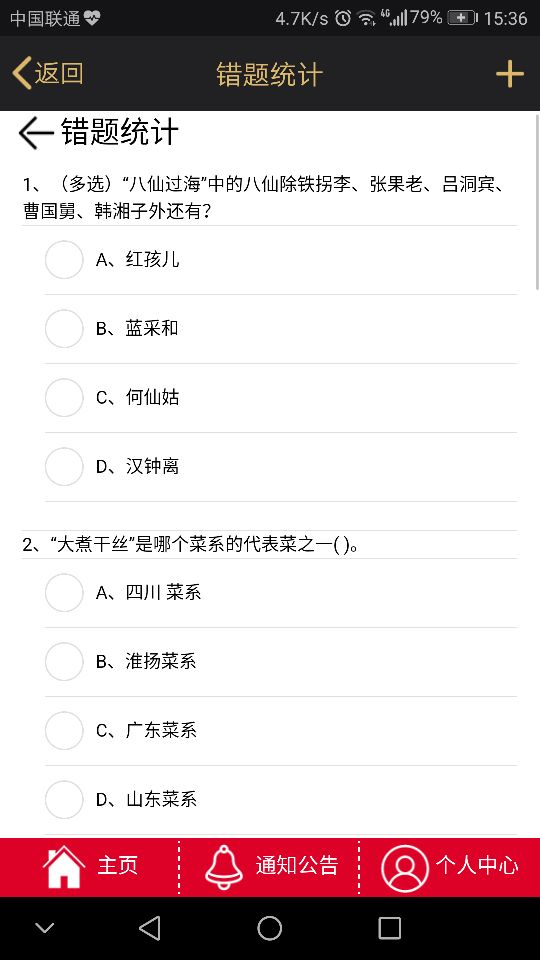 中国联通 4.7K/s 4G 79% 15:36
返回 错题统计
错题统计
1、（多选）“八仙过海”中的八仙除铁拐李、张果老、吕洞宾、
曹国舅、韩湘子外还有？
A、红孩儿
B、蓝采和
C、何仙姑
D、汉钟离
2、“大煮干丝”是哪个菜系的代表菜之一( )。
A、四川 菜系
B、淮扬菜系
C、广东菜系
D、山东菜系
主页 通知公告 个人中心